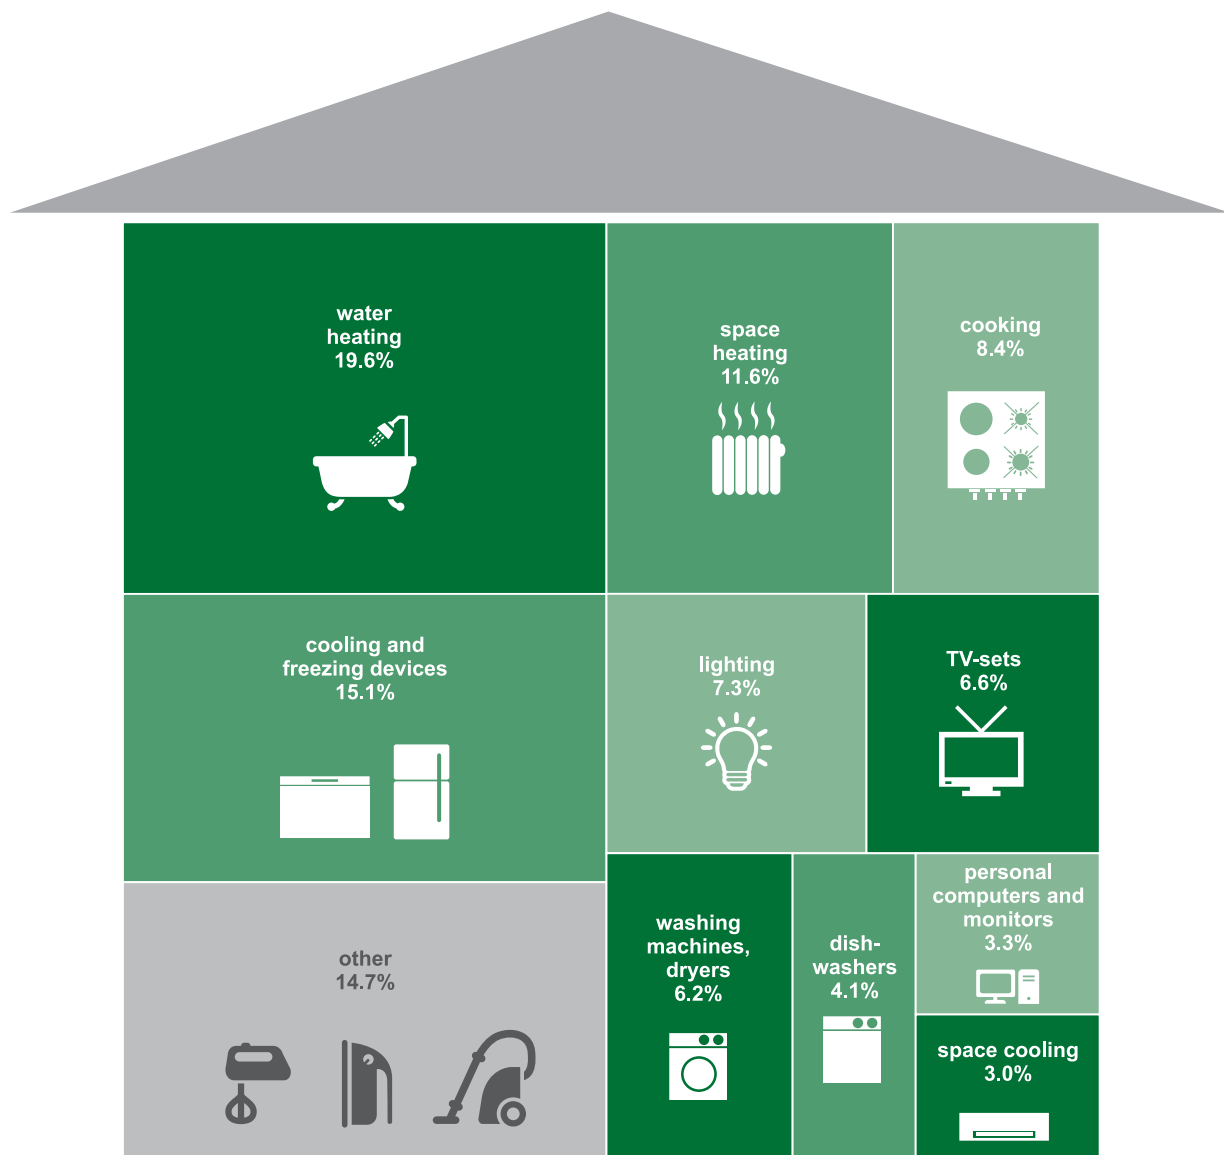 water
heating
19.6%
space
heating
11.6%
cooking
8.4%
cooling and
freezing devices
15.1%
lighting
7.3%
TV-sets
6.6%
other
14.7%
washing
machines,
dryers
6.2%
dish-
washers
4.1%
personal
computers and
monitors
3.3%
space cooling
3.0%